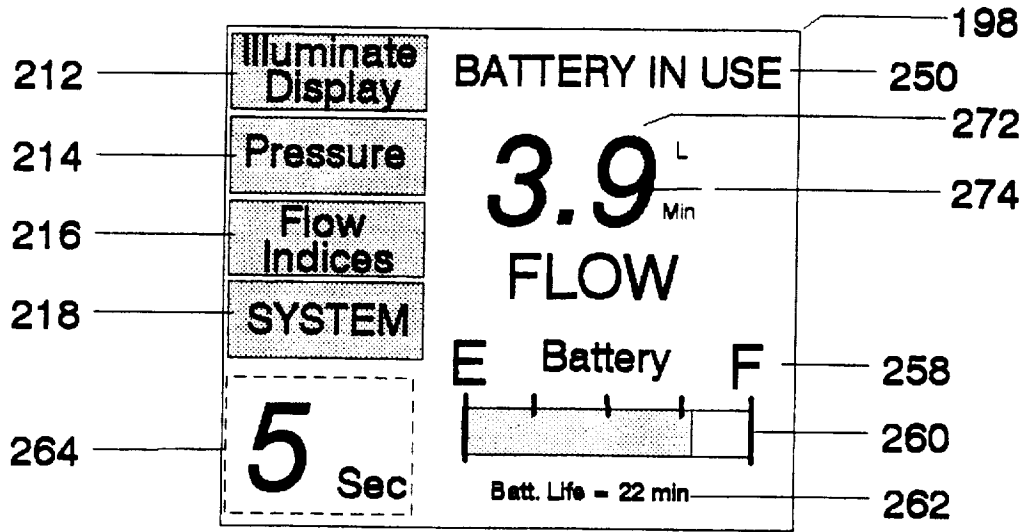 198
212
Illuminate
Display
BATTERY IN USE
250
272
214
Pressure
3.9
L
Min
274
216
Flow
Indices
FLOW
218
SYSTEM
E
Battery
F
258
264
5 Sec
260
Batt. Life = 22 min
262